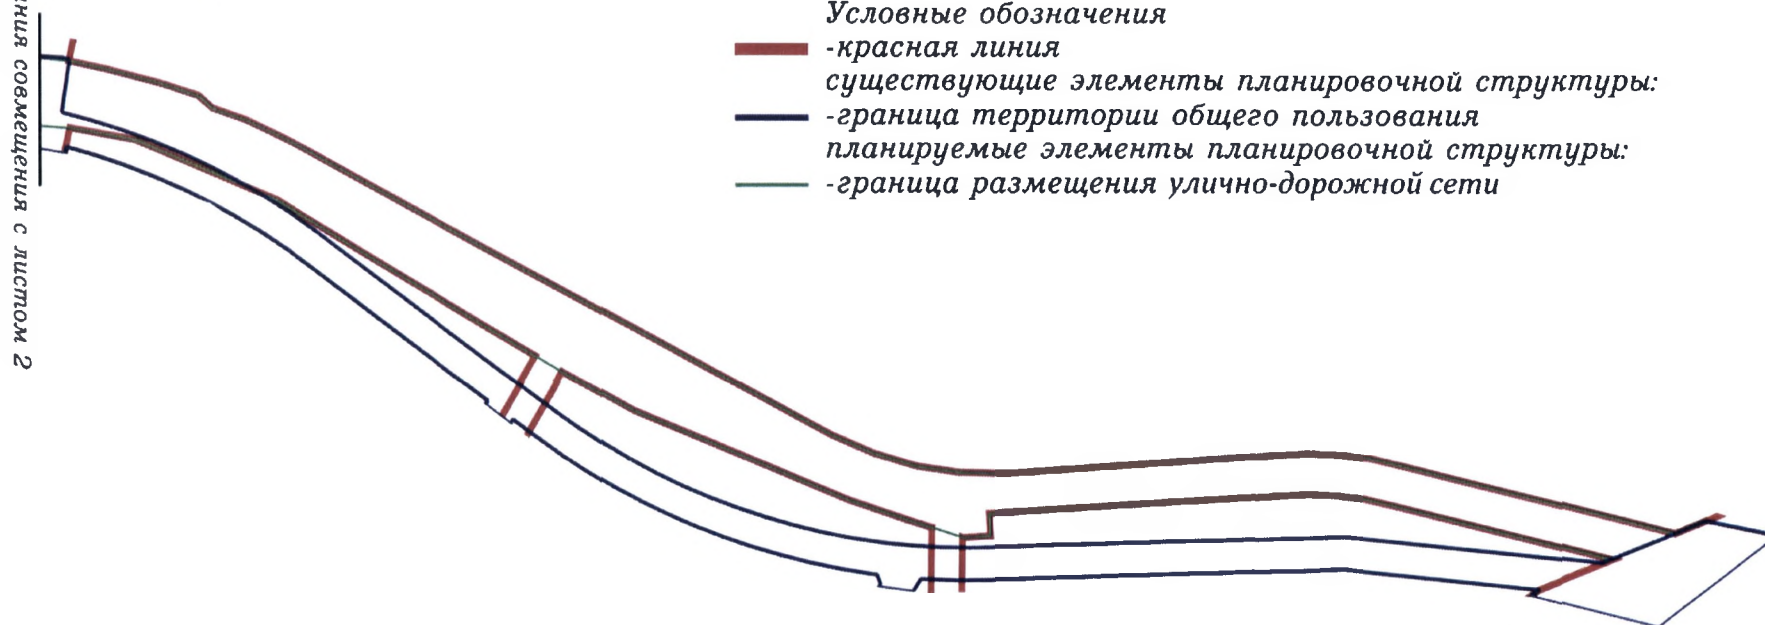 Условные обозначения
-красная линия
существующие элементы планировочной структуры:
-граница территории общего пользования
планируемые элементы планировочной структуры:
-граница размещения улично-дорожной сети
совмещения с листом 2